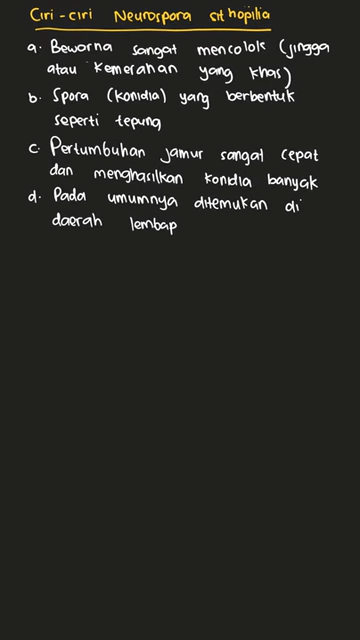 Ciri-ciri Neurospora sithopilia
a. Bewarna sangat mencolok (jingga
atau kemerahan yang khas)
b. Spora (konidia) yang berbentuk
seperti tepung
c. Pertumbuhan jamur sangat cepat
dan menghasilkan konidia banyak
d. Pada umumnya ditemukan di
daerah lembap